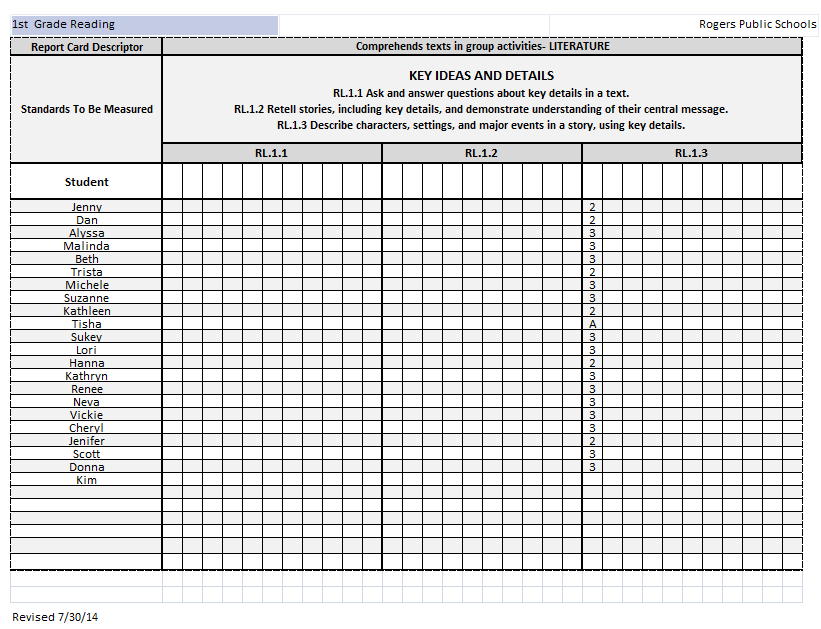 1st  Grade Reading Rogers Public Schools
Report Card Descriptor Comprehends texts in group activities- LITERATURE
KEY IDEAS AND DETAILS
RL.1.1 Ask and answer questions about key details in a text.
Standards To Be Measured RL.1.2 Retell stories, including key details, and demonstrate understanding of their central message.
RL.1.3 Describe characters, settings, and major events in a story, using key details.
RL.1.1 RL.1.2 RL.1.3
Student
Jenny 2
Dan 2
Alyssa 3
Malinda 3
Beth 3
Trista 2
Michele 3
Suzanne 3
Kathleen 2
Tisha A
Sukey 3
Lori 3
Hanna 2
Kathryn 3
Renee 3
Neva 3
Vickie 3
Cheryl 3
Jenifer 2
Scott 3
Donna 3
Kim
Revised 7/30/14